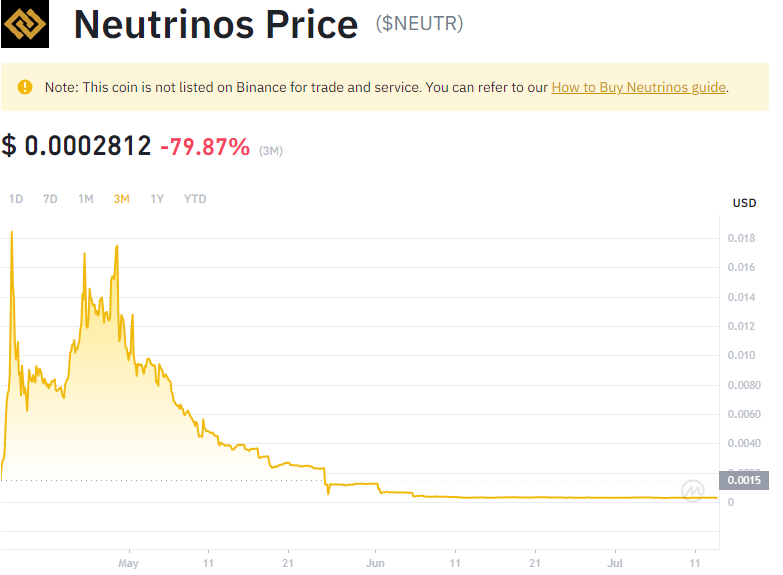 Neutrinos Price ($NEUTR)
Note: This coin is not listed on Binance for trade and service. You can refer to our How to Buy Neutrinos guide.
$ 0.0002812 -79.87% (3M)
1D 7D 1M 3M 1Y YTD
USD
0.018
0.016
0.014
0.012
0.010
0.0080
0.0060
0.0040
0.0015
0
May 11 21 Jun 11 21 Jul 11